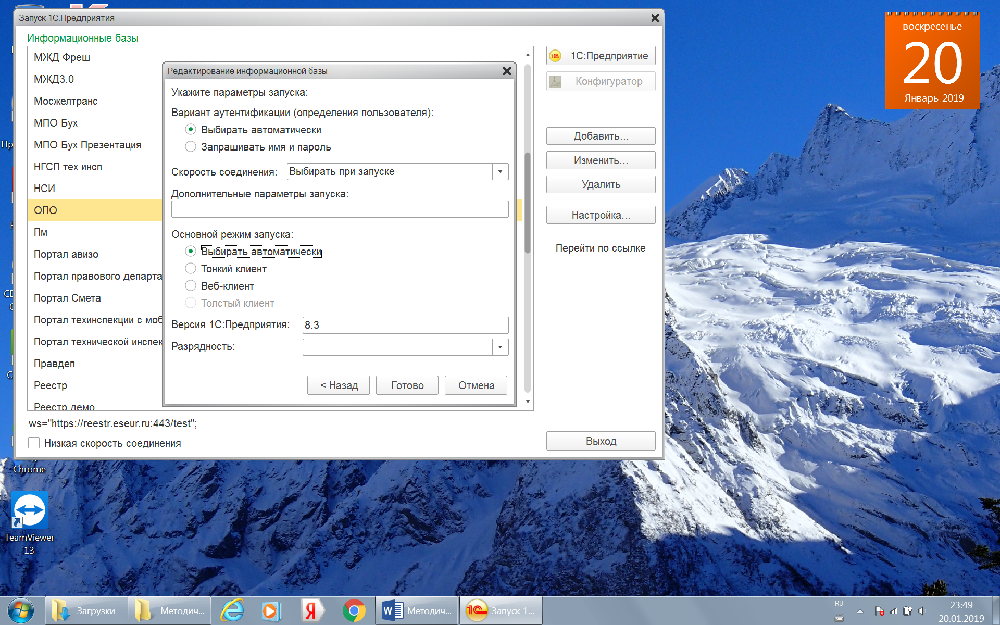 Запуск 1С:Предприятия
Информационные базы
МЖД Фреш
МЖД3.0
Мосжелтранс
МПО Бух
МПО Бух Презентация
НГСП тех инсп
НСИ
ОПО
Пм
Портал авизо
Портал правового департа
Портал Смета
Портал техинспекции с моб
Портал технической инспек
Правдеп
Реестр
Реестр демо
Редактирование информационной базы
Укажите параметры запуска:
Вариант аутентификации (определения пользователя):
Выбирать автоматически
Запрашивать имя и пароль
Скорость соединения: Выбирать при запуске
Дополнительные параметры запуска:
Основной режим запуска:
Выбирать автоматически
Тонкий клиент
Веб-клиент
Толстый клиент
Версия 1С:Предприятия: 8.3
Разрядность:
< Назад Готово Отмена
1С:Предприятие
Конфигуратор
Добавить...
Изменить...
Удалить
Настройка...
Перейти по ссылке
Выход
ws="https://reestr.eseur.ru:443/test";
Низкая скорость соединения
воскресенье
20
Январь 2019
Chrome
TeamViewer
13
Загрузки
Методич...
Методич...
Запуск 1...
RU
23:49
20.01.2019